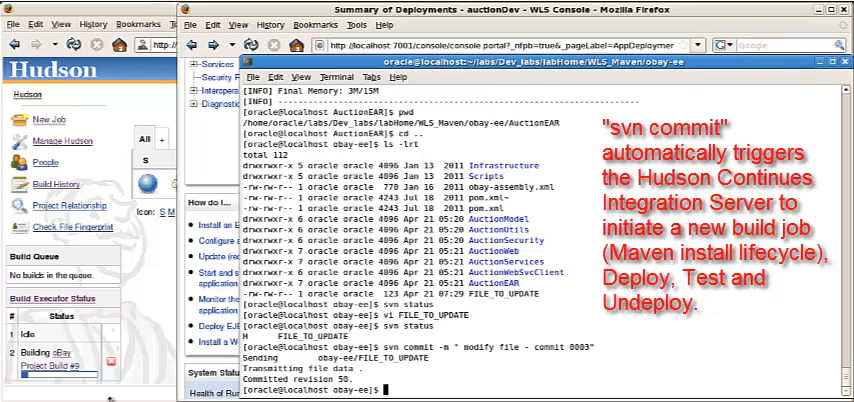 Summary of Deployments - auctionDev - WLS Console - Mozilla Firefox
File Edit View History Bookmarks
File Edit View History Bookmarks Tools Help
http://
http://localhost:7001/console/console.portal?_nfpb=true&_pageLabel=AppDeploymer
Google
Hudson
Hudson
New Job
Manage Hudson
People
Build History
Project Relationship
Check File Fingerprint
All +
S
Icon: S M
Build Queue
No builds in the queue.
Build Executor Status
# Status
1 Idle
2 Building oBay
Project Build #9
Services
Security R
Interopera
Diagnostic
How do I...
Install an E
Configure a
Update (re
Start and s
application
Monitor the
application
Deploy EJE
Install a W
System Status
Health of Run
oracle@localhost:~/labs/Dev_labs/labHome/WLS_Maven/obay-ee
File Edit View Terminal Tabs Help
[INFO] Final Memory: 3M/15M
[INFO] ------------------------------------------------------------------------
[oracle@localhost AuctionEAR]$ pwd
/home/oracle/labs/Dev_labs/labHome/WLS_Maven/obay-ee/AuctionEAR
[oracle@localhost AuctionEAR]$ cd ..
[oracle@localhost obay-ee]$ ls -lrt
total 112
drwxrwxr-x 5 oracle oracle 4096 Jan 13 2011 Infrastructure
drwxrwxr-x 5 oracle oracle 4096 Jan 13 2011 Scripts
-rw-rw-r-- 1 oracle oracle 770 Jan 16 2011 obay-assembly.xml
-rw-rw-r-- 1 oracle oracle 4243 Jul 18 2011 pom.xml~
-rw-rw-r-- 1 oracle oracle 4243 Jul 18 2011 pom.xml
drwxrwxr-x 6 oracle oracle 4096 Apr 21 05:20 AuctionModel
drwxrwxr-x 6 oracle oracle 4096 Apr 21 05:20 AuctionUtils
drwxrwxr-x 6 oracle oracle 4096 Apr 21 05:20 AuctionSecurity
drwxrwxr-x 7 oracle oracle 4096 Apr 21 05:21 AuctionWeb
drwxrwxr-x 7 oracle oracle 4096 Apr 21 05:21 AuctionServices
drwxrwxr-x 6 oracle oracle 4096 Apr 21 05:21 AuctionWebSvcClient
drwxrwxr-x 7 oracle oracle 4096 Apr 21 05:21 AuctionEAR
-rw-rw-r-- 1 oracle oracle 123 Apr 21 07:29 FILE_TO_UPDATE
[oracle@localhost obay-ee]$ svn status
[oracle@localhost obay-ee]$ vi FILE_TO_UPDATE
[oracle@localhost obay-ee]$ svn status
M FILE_TO_UPDATE
[oracle@localhost obay-ee]$ svn commit -m " modify file - commit 0003"
Sending obay-ee/FILE_TO_UPDATE
Transmitting file data .
Committed revision 50.
[oracle@localhost obay-ee]$
"svn commit"
automatically triggers
the Hudson Continues
Integration Server to
initiate a new build job
(Maven install lifecycle),
Deploy, Test and
Undeploy.